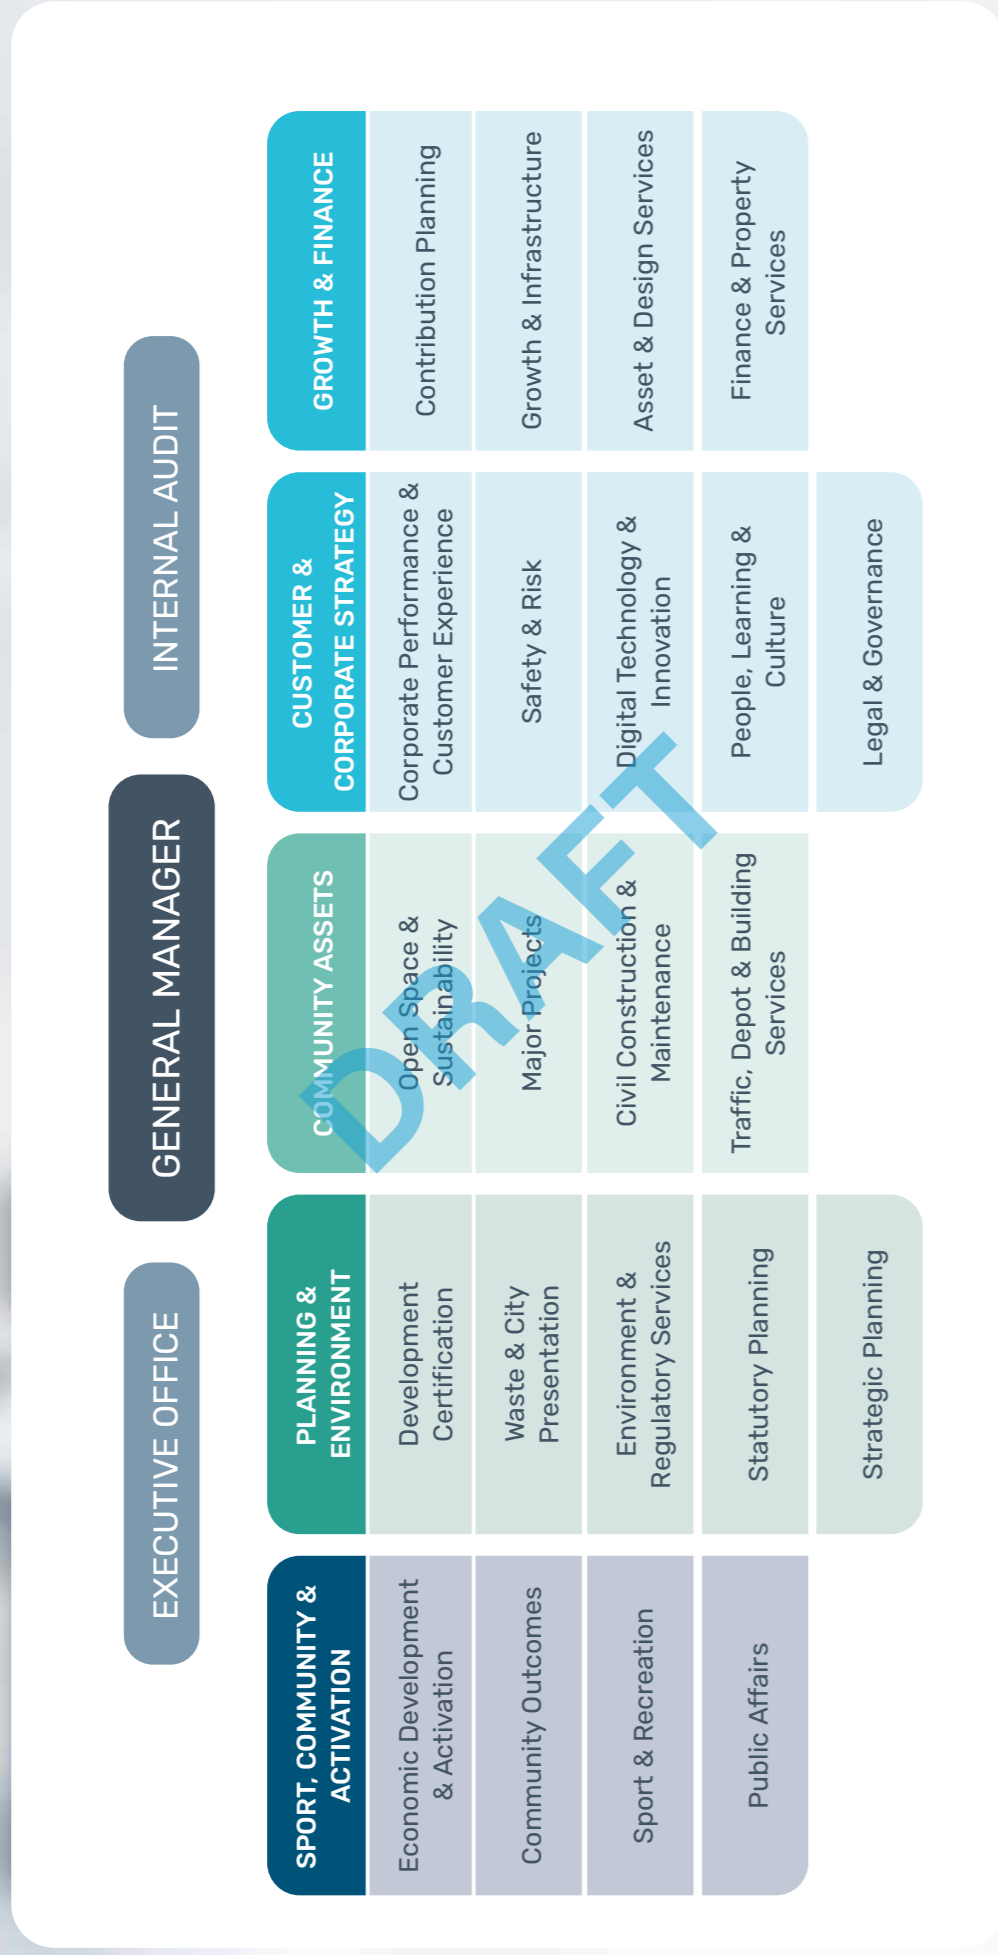 EXECUTIVE OFFICE
GENERAL MANAGER
INTERNAL AUDIT
SPORT, COMMUNITY &
ACTIVATION
Economic Development
& Activation
Community Outcomes
Sport & Recreation
Public Affairs
PLANNING &
ENVIRONMENT
Development
Certification
Waste & City
Presentation
Environment &
Regulatory Services
Statutory Planning
Strategic Planning
COMMUNITY ASSETS
Open Space &
Sustainability
Major Projects
Civil Construction &
Maintenance
Traffic, Depot & Building
Services
CUSTOMER &
CORPORATE STRATEGY
Corporate Performance &
Customer Experience
Safety & Risk
Digital Technology &
Innovation
People, Learning &
Culture
Legal & Governance
GROWTH & FINANCE
Contribution Planning
Growth & Infrastructure
Asset & Design Services
Finance & Property
Services
DRAFT